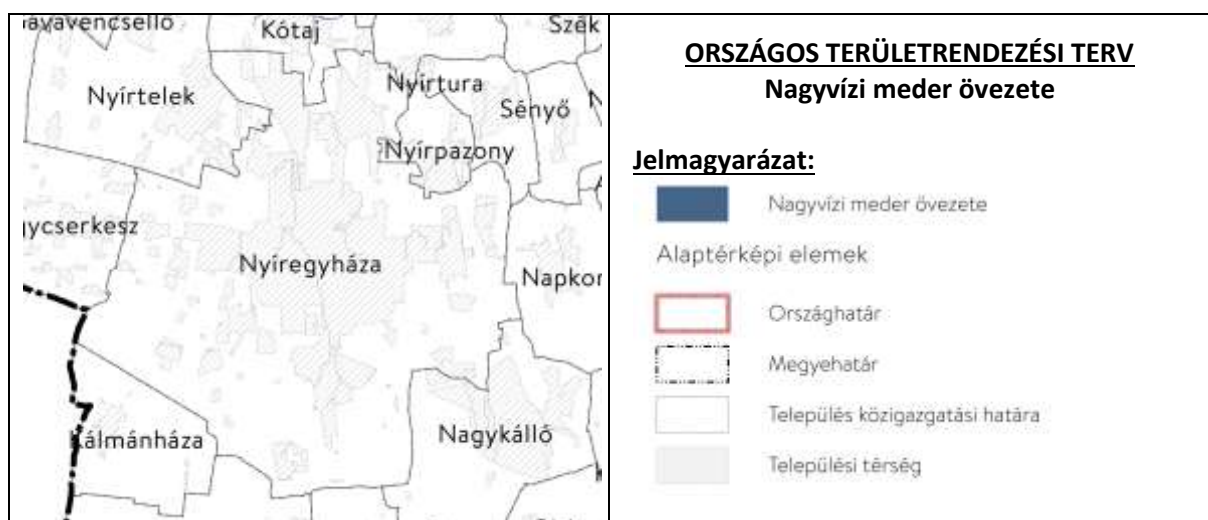 Kótaj
Nyírtelek
Nyírtura
Sényő
Nyírpazony
Nyíregyháza
Napkor
Kálmánháza
Nagykálló
ORSZÁGOS TERÜLETRENDEZÉSI TERV
Nagyvízi meder övezete
Jelmagyarázat:
Nagyvízi meder övezete
Alaptérképi elemek
Országhatár
Megyehatár
Település közigazgatási határa
Települési térség